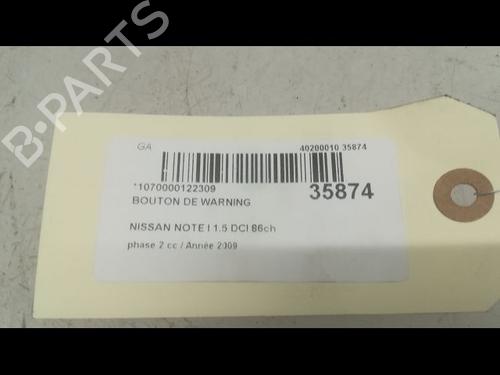 B-PARTS
GA
40200010 35874
*1070000122309
35874
BOUTON DE WARNING
NISSAN NOTE I 1.5 DCI 86ch
phase 2 cc / Année 2009